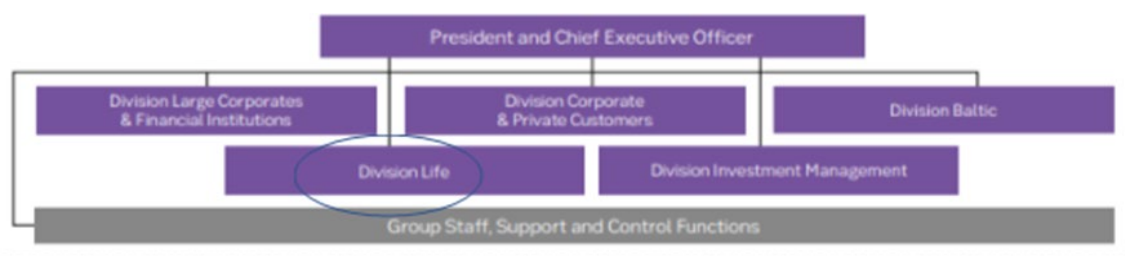 President and Chief Executive Officer
Division Large Corporates
& Financial Institutions
Division Corporate
& Private Customers
Division Baltic
Division Life
Division Investment Management
Group Staff, Support and Control Functions